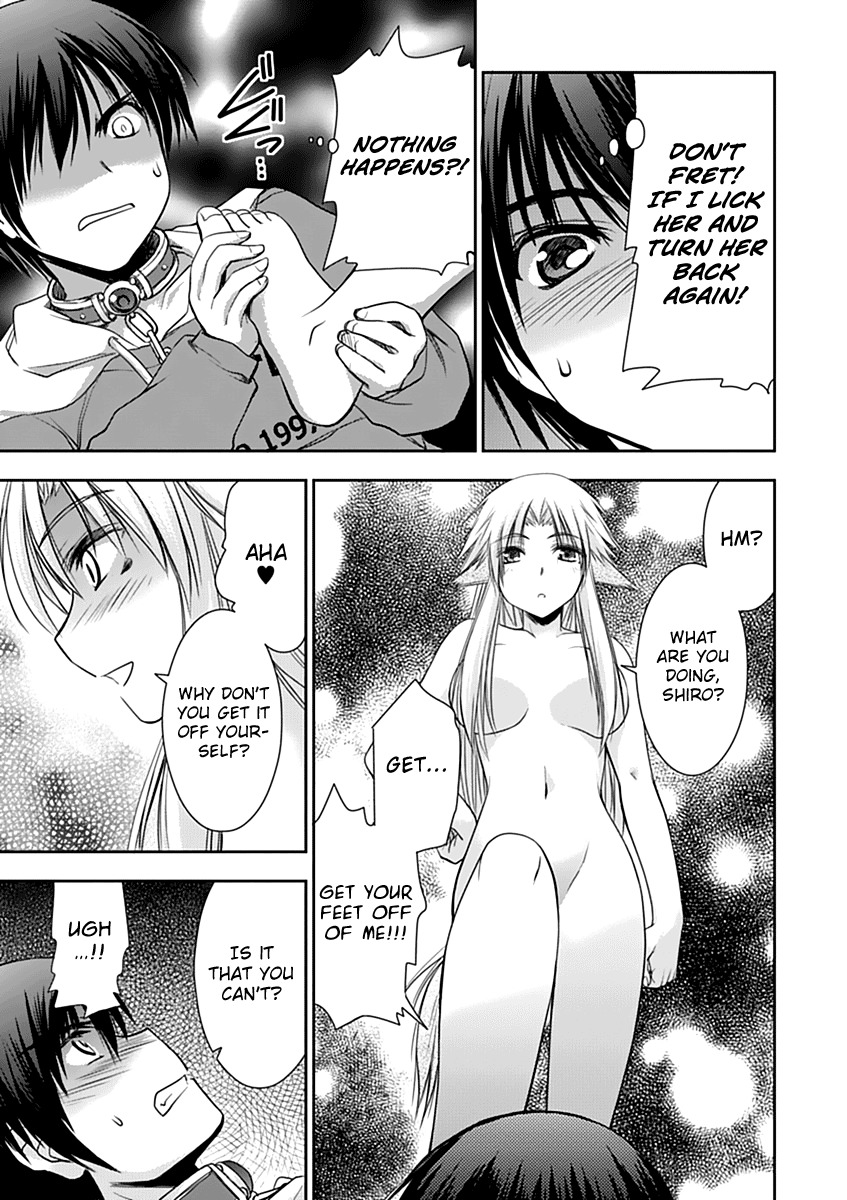 DON'T
FRET!
IF I LICK
HER AND
TURN HER
BACK
AGAIN!
NOTHING
HAPPENS?!
0.199
HM?
WHAT
ARE YOU
DOING,
SHIRO?
GET...
GET YOUR
FEET OFF
OF ME!!!
AHA
♥
WHY DON'T
YOU GET IT
OFF YOUR-
SELF?
IS IT
THAT YOU
CAN'T?
UGH
...!!